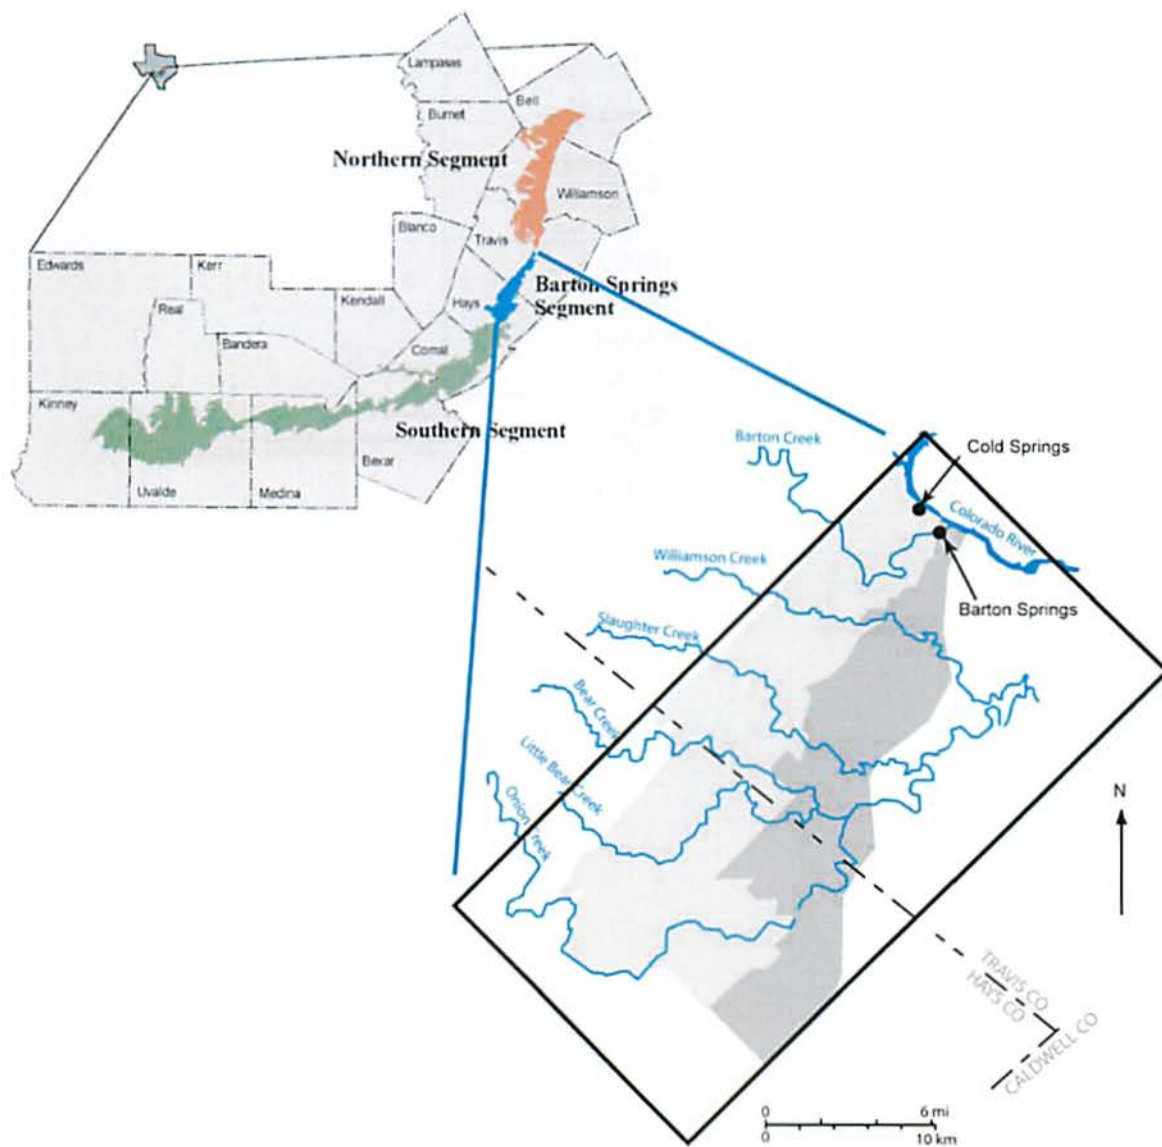 Lampasas
Bell
Burnet
Northern Segment
Williamson
Blanco
Travis
Edwards
Kerr
Barton Springs
Segment
Kendall
Hays
Real
Bandera
Comal
Kinney
Southern Segment
Bexar
Uvalde
Medina
Barton Creek
Cold Springs
Colorado River
Williamson Creek
Barton Springs
Slaughter Creek
Bear Creek
Little Bear Creek
Onion Creek
N
TRAVIS CO
HAYS CO
CALDWELL CO
0 6 mi
0 10 km